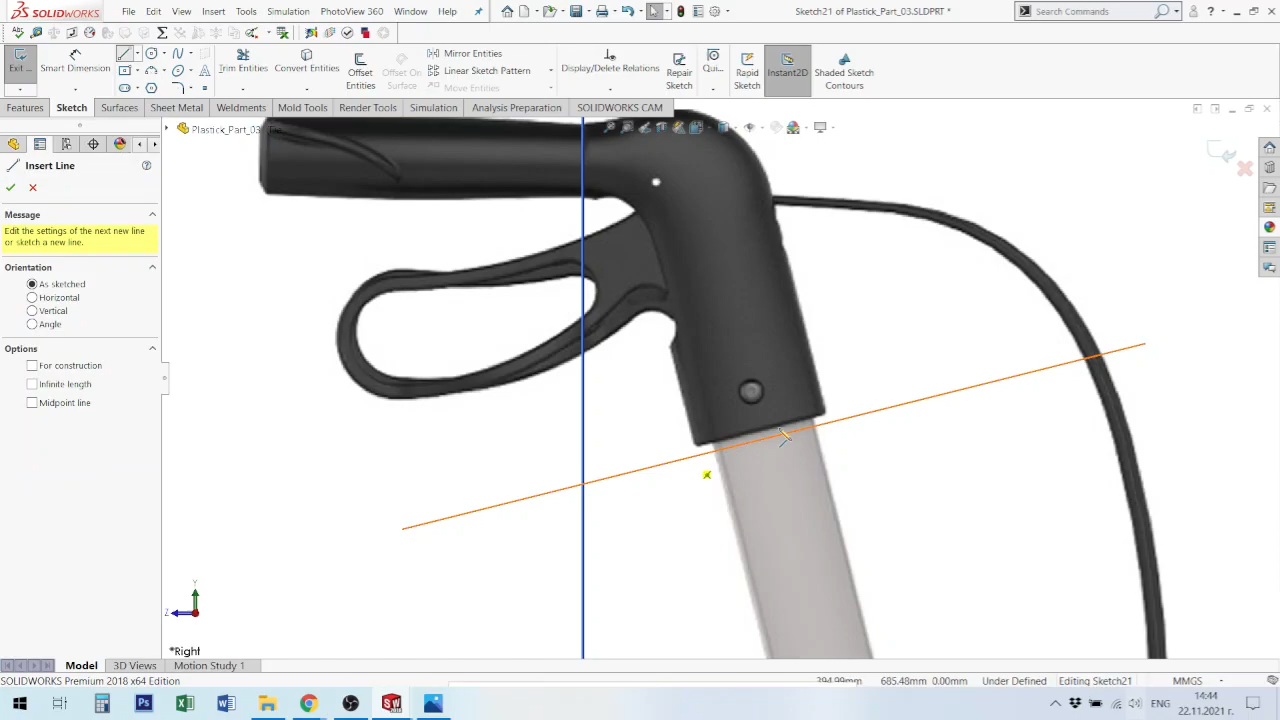 SOLIDWORKS File Edit View Insert Tools Simulation PhotoView 360 Window Help Sketch21 of Plastick_Part_03.SLDPRT * Search Commands
Exit ... Smart Dimension Trim Entities Convert Entities Offset Entities Offset On Surface Mirror Entities Linear Sketch Pattern Move Entities Display/Delete Relations Repair Sketch Qui... Rapid Sketch Instant2D Shaded Sketch Contours
Features Sketch Surfaces Sheet Metal Weldments Mold Tools Render Tools Simulation Analysis Preparation SOLIDWORKS CAM
Plastick_Part_03
Insert Line
Message
Edit the settings of the next new line
or sketch a new line.
Orientation
As sketched
Horizontal
Vertical
Angle
Options
For construction
Infinite length
Midpoint line
Y
Z
*Right
Model 3D Views Motion Study 1
SOLIDWORKS Premium 2018 x64 Edition 394.99mm 685.48mm 0.00mm Under Defined Editing Sketch21 MMGS
ENG 14:44
22.11.2021 г.